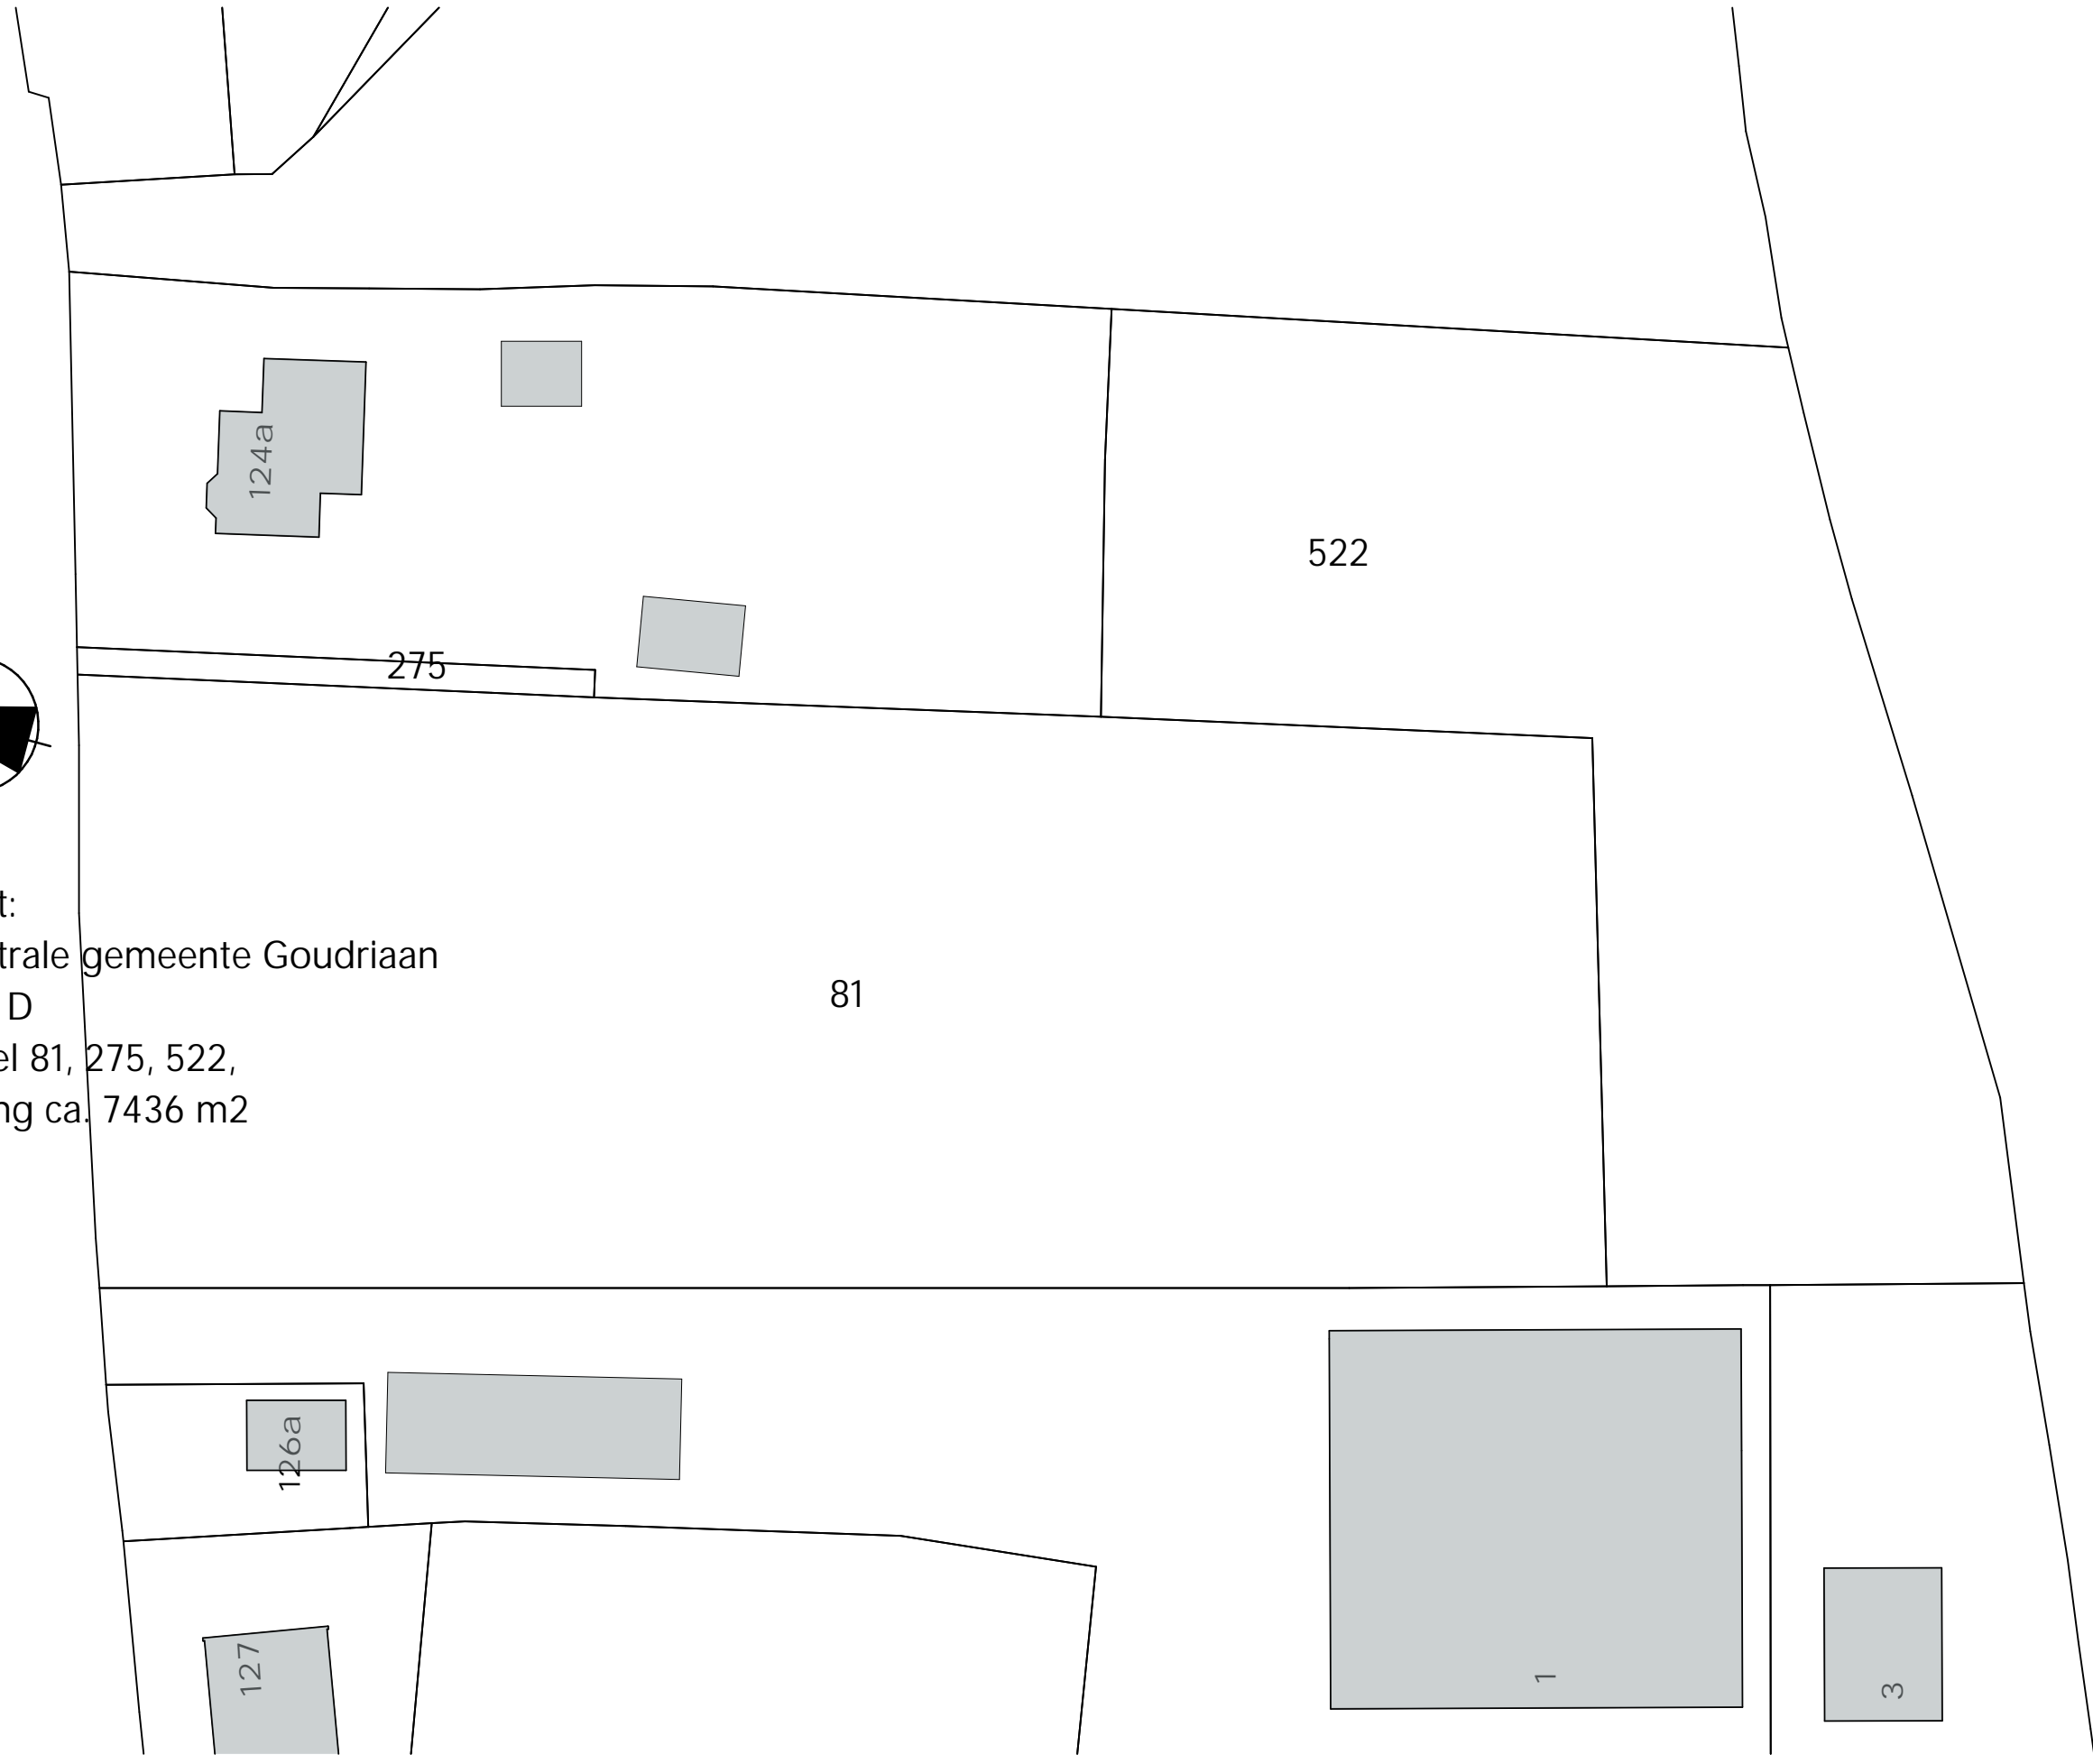 124a
522
275
t:
trale gemeente Goudriaan
D
81
el 81, 275, 522,
ng ca. 7436 m2
126a
127
1
3